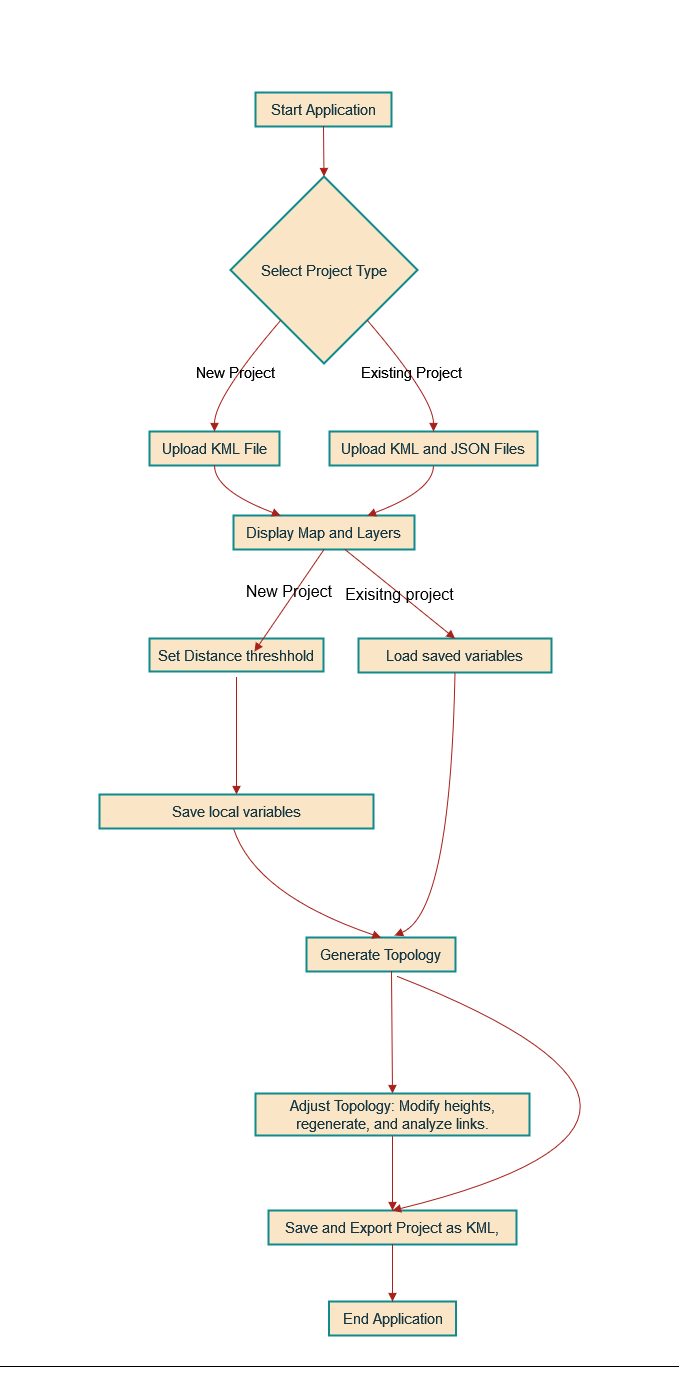 Start Application
Select Project Type
New Project
Existing Project
Upload KML File
Upload KML and JSON Files
Display Map and Layers
New Project
Exisitng project
Set Distance threshhold
Load saved variables
Save local variables
Generate Topology
Adjust Topology: Modify heights,
regenerate, and analyze links.
Save and Export Project as KML,
End Application